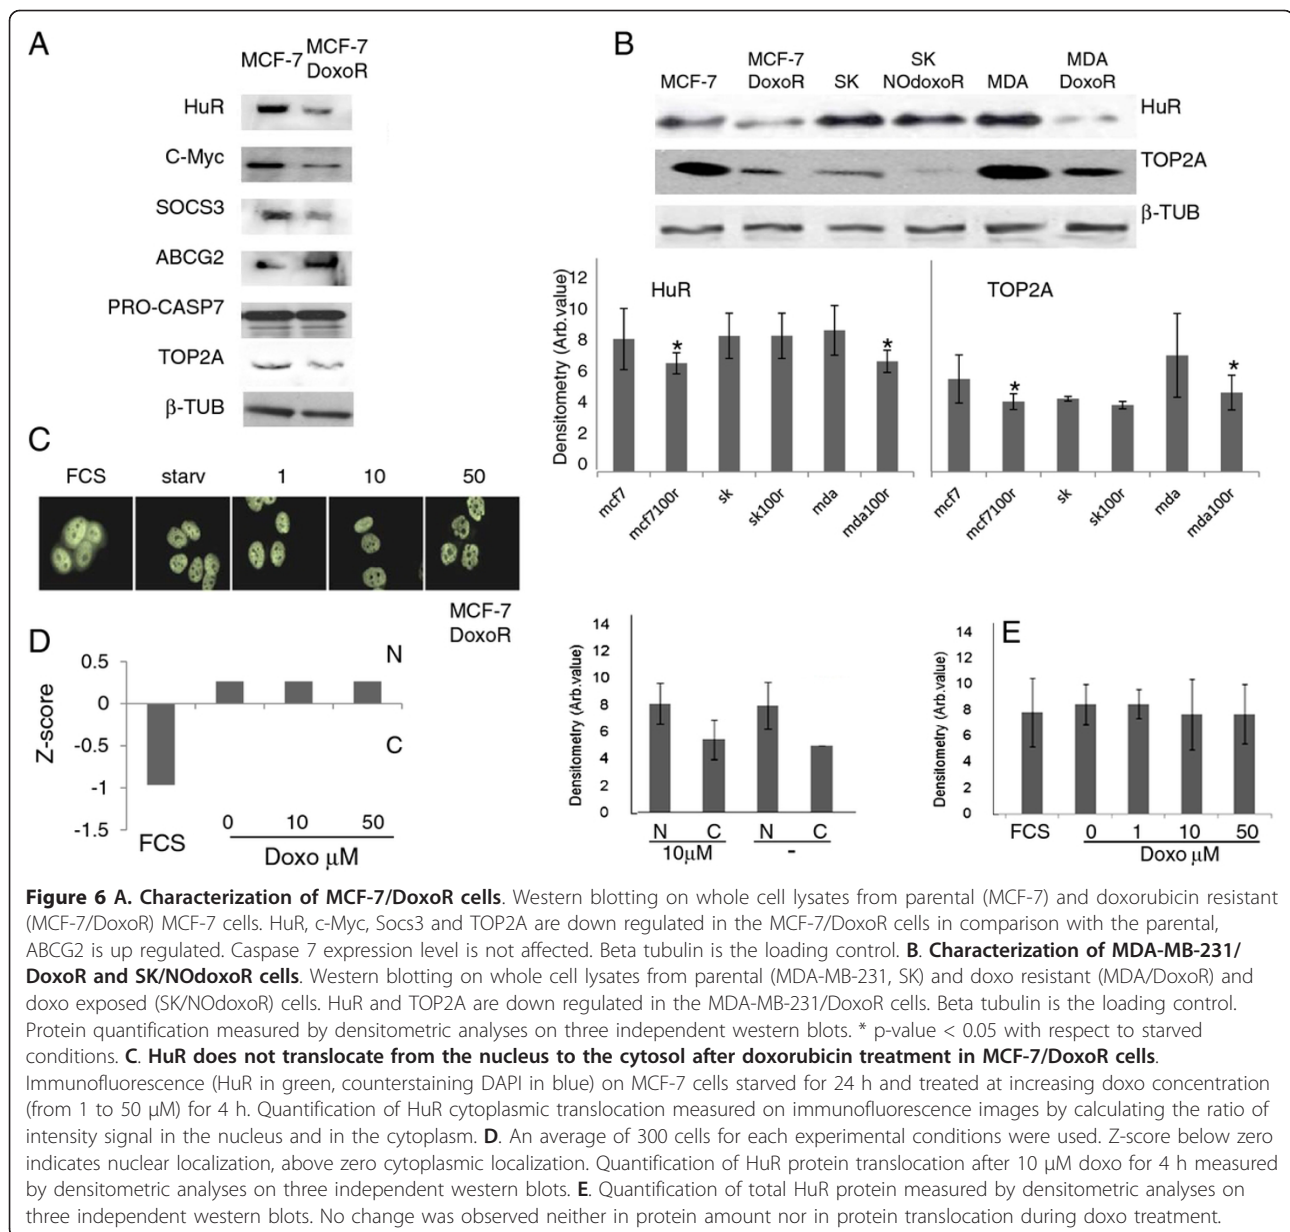 A
MCF-7
MCF-7
DoxoR
HuR
C-Myc
SOCS3
ABCG2
PRO-CASP7
TOP2A
β-TUB
B
MCF-7
MCF-7
DoxoR
SK
SK
NOdoxoR
MDA
MDA
DoxoR
HuR
TOP2A
β-TUB
Densitometry (Arb.value)
12
10
8
6
4
2
0
HuR
TOP2A
mcf7
* mcf7100r
sk
sk100r
mda
* mda100r
mcf7
* mcf7100r
sk
sk100r
mda
* mda100r
C
FCS starv 1 10 50
MCF-7
DoxoR
D
Z-score
0.5
0
-0.5
-1
-1.5
N
C
FCS
0 10 50
Doxo μM
Densitometry (Arb.value)
14
12
10
8
6
4
2
0
N C N C
10μM -
E
Densitometry (Arb.value)
14
12
10
8
6
4
2
0
FCS 0 1 10 50
Doxo μM
Figure 6 A. Characterization of MCF-7/DoxoR cells. Western blotting on whole cell lysates from parental (MCF-7) and doxorubicin resistant
(MCF-7/DoxoR) MCF-7 cells. HuR, c-Myc, Socs3 and TOP2A are down regulated in the MCF-7/DoxoR cells in comparison with the parental,
ABCG2 is up regulated. Caspase 7 expression level is not affected. Beta tubulin is the loading control. B. Characterization of MDA-MB-231/
DoxoR and SK/NOdoxoR cells. Western blotting on whole cell lysates from parental (MDA-MB-231, SK) and doxo resistant (MDA/DoxoR) and
doxo exposed (SK/NOdoxoR) cells. HuR and TOP2A are down regulated in the MDA-MB-231/DoxoR cells. Beta tubulin is the loading control.
Protein quantification measured by densitometric analyses on three independent western blots. * p-value < 0.05 with respect to starved
conditions. C. HuR does not translocate from the nucleus to the cytosol after doxorubicin treatment in MCF-7/DoxoR cells.
Immunofluorescence (HuR in green, counterstaining DAPI in blue) on MCF-7 cells starved for 24 h and treated at increasing doxo concentration
(from 1 to 50 μM) for 4 h. Quantification of HuR cytoplasmic translocation measured on immunofluorescence images by calculating the ratio of
intensity signal in the nucleus and in the cytoplasm. D. An average of 300 cells for each experimental conditions were used. Z-score below zero
indicates nuclear localization, above zero cytoplasmic localization. Quantification of HuR protein translocation after 10 μM doxo for 4 h measured
by densitometric analyses on three independent western blots. E. Quantification of total HuR protein measured by densitometric analyses on
three independent western blots. No change was observed neither in protein amount nor in protein translocation during doxo treatment.